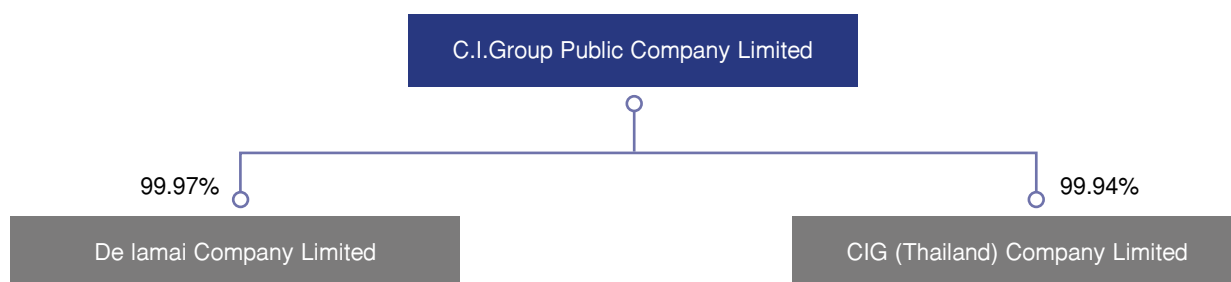 C.I.Group Public Company Limited
99.97%
99.94%
De lamai Company Limited
CIG (Thailand) Company Limited